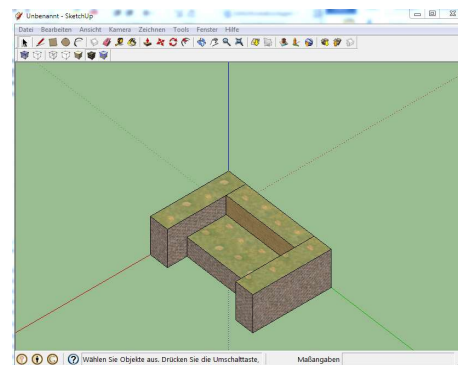 Unbenannt - SketchUp
Datei Bearbeiten Ansicht Kamera Zeichnen Tools Fenster Hilfe
Wählen Sie Objekte aus. Drücken Sie die Umschalttaste, Maßangaben